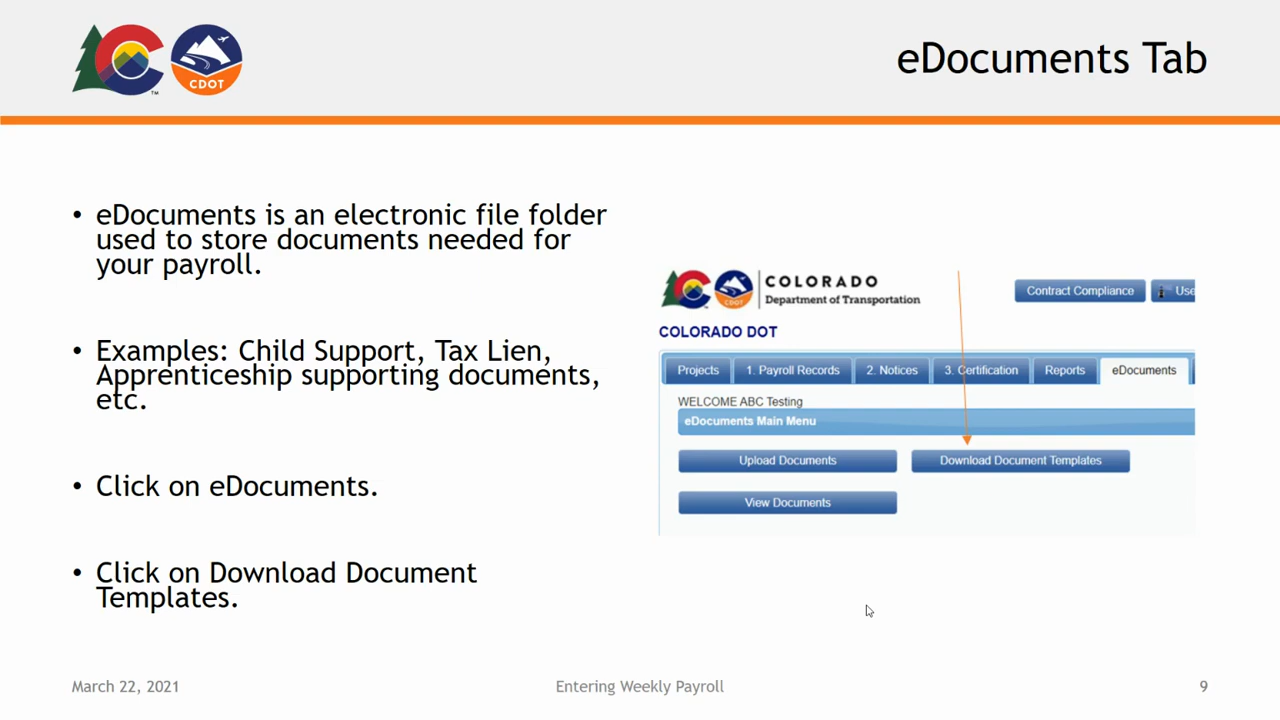 CDOT
TM
eDocuments Tab
• eDocuments is an electronic file folder
used to store documents needed for
your payroll.
• Examples: Child Support, Tax Lien,
Apprenticeship supporting documents,
etc.
• Click on eDocuments.
• Click on Download Document
Templates.
COLORADO
Department of Transportation
Contract Compliance
Use
COLORADO DOT
Projects
1. Payroll Records
2. Notices
3. Certification
Reports
eDocuments
WELCOME ABC Testing
eDocuments Main Menu
Upload Documents
Download Document Templates
View Documents
March 22, 2021
Entering Weekly Payroll
9